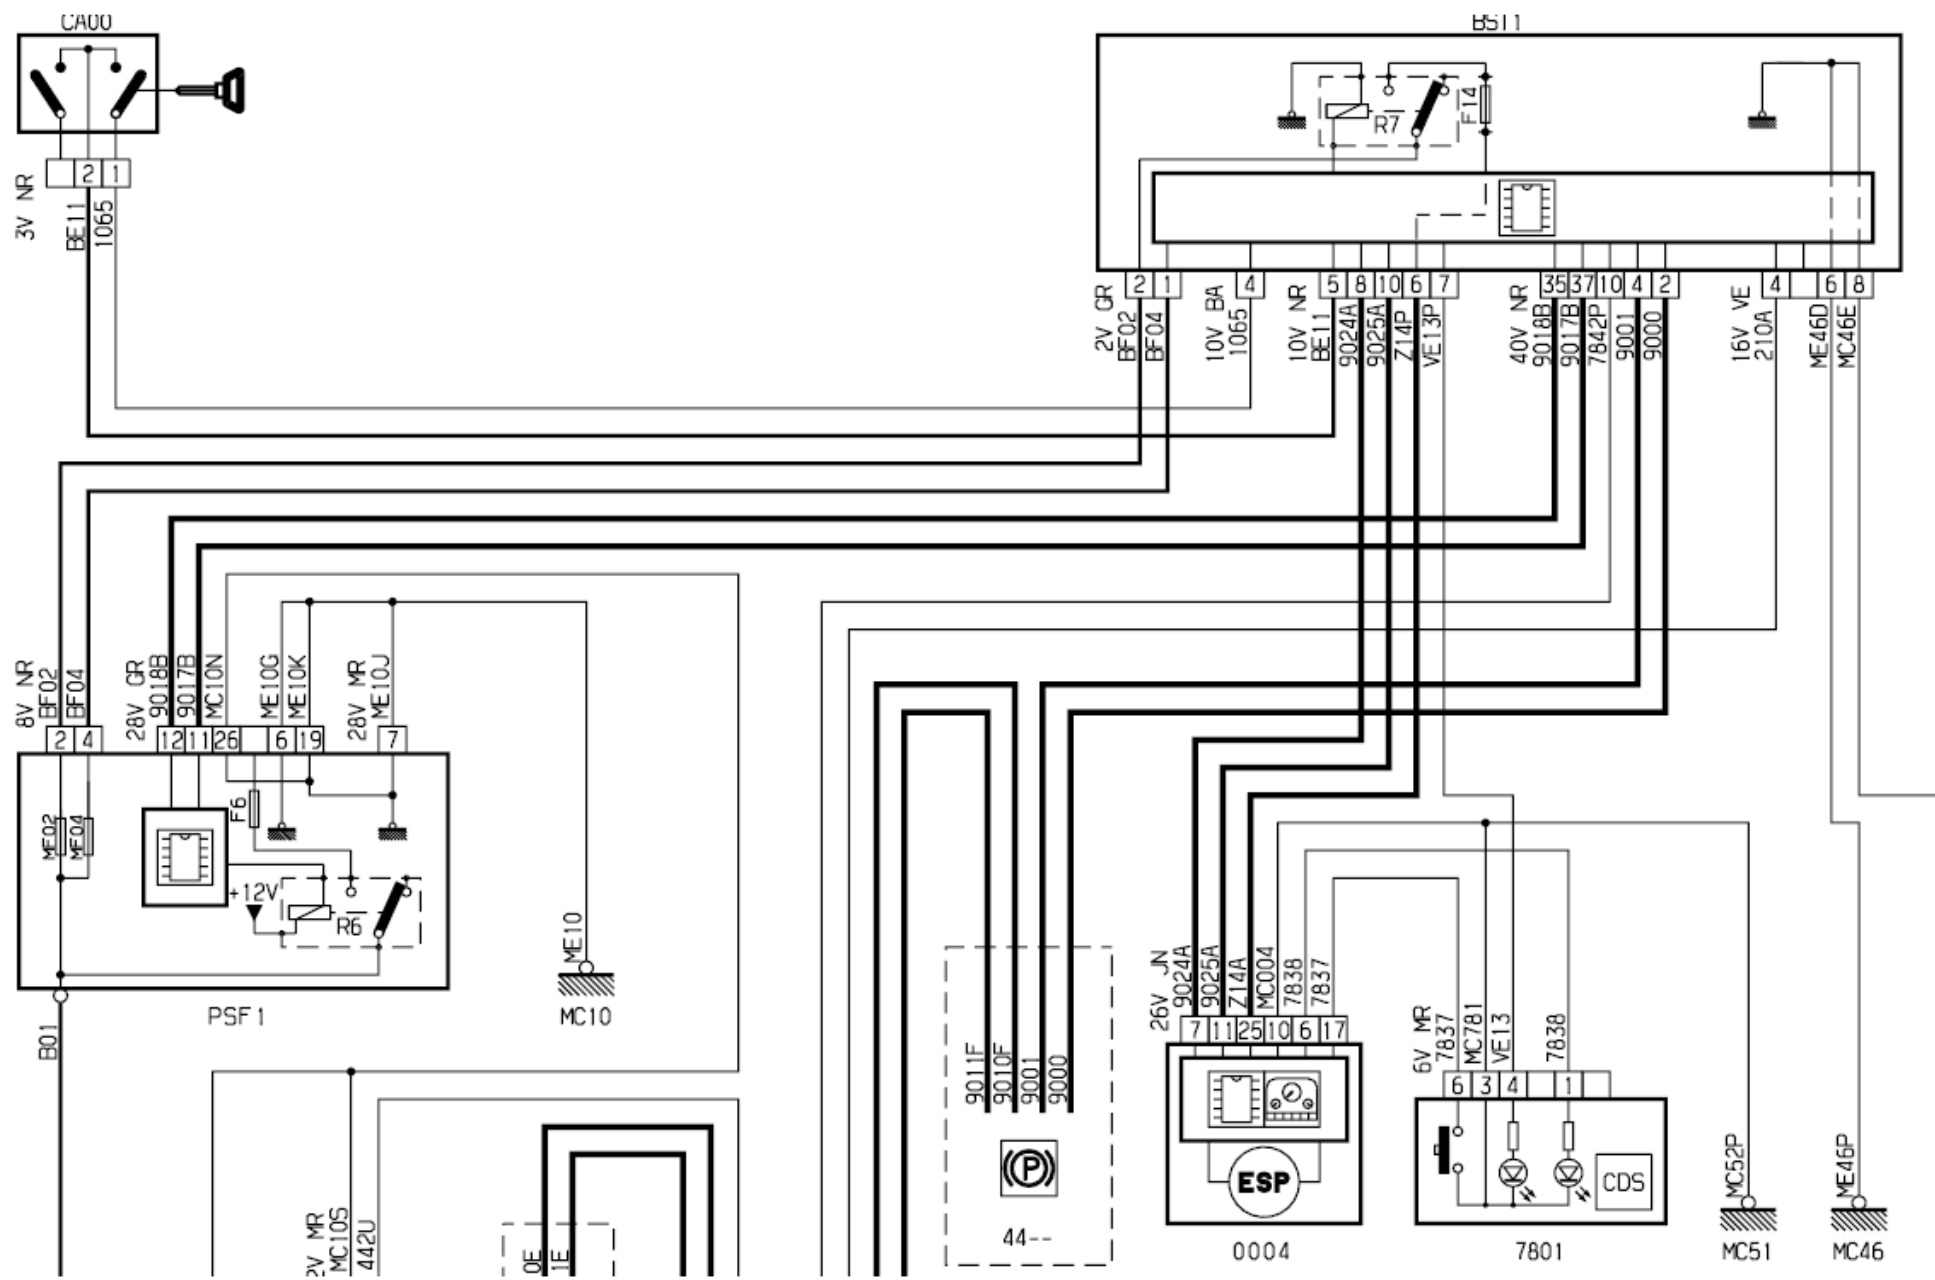 CA00
BSI1
R7
F14
2 1
3V NR
BE11
1065
2 1 4 5 8 10 6 7 35 37 10 4 2 4 6 8
2V GR
BF02
BF04
10V BA
1065
10V NR
BE11
9024A
9025A
Z14P
VE13P
40V NR
9018B
9017B
7842P
9001
9000
16V VE
210A
ME46D
MC46E
8V NR
BF02
BF04
28V GR
9018B
9017B
MC10N
ME10G
ME10K
28V MR
ME10J
2 4 12 11 26 6 19 7
MF02
MF04
F6
+12V
R6
PSF1
B01
ME10
MC10
9011F
9010F
9001
9000
P
44--
26V JN
9024A
9025A
Z14A
MC004
7838
7837
7 11 25 10 6 17
ESP
0004
6V MR
7837
MC781
VE13
7838
6 3 4 1
CDS
7801
MC52P
MC51
ME46P
MC46
2V MR
MC10S
442U
0E
1E